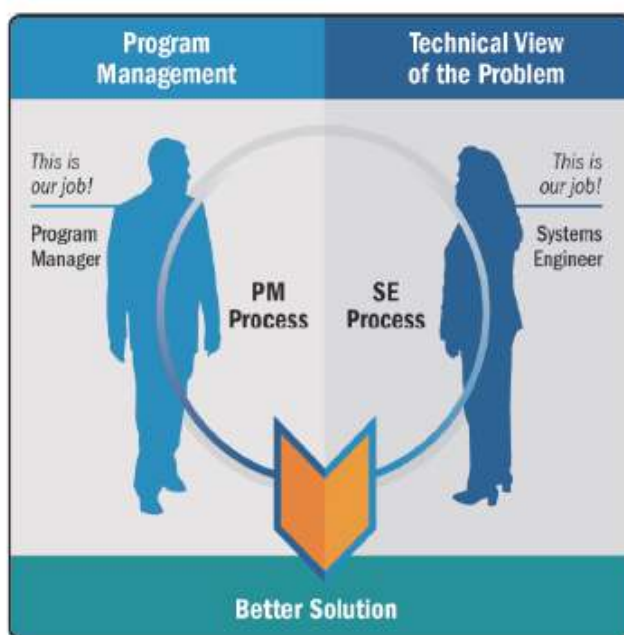 Program
Management
Technical View
of the Problem
This is
our job!
Program
Manager
PM
Process
SE
Process
This is
our job!
Systems
Engineer
Better Solution